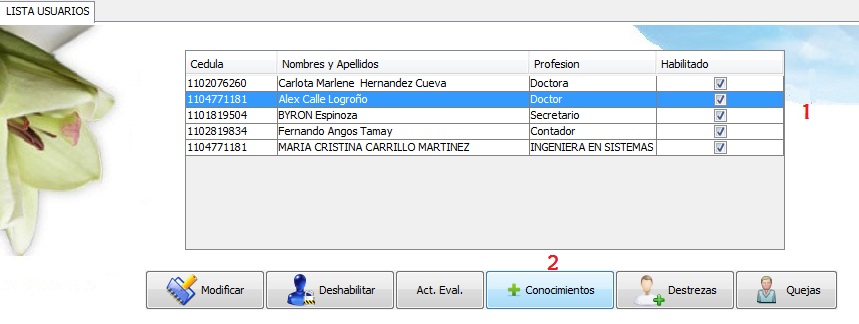 LISTA USUARIOS
Cedula Nombres y Apellidos Profesion Habilitado
1102076260 Carlota Marlene Hernandez Cueva Doctora
1104771181 Alex Calle Logroño Doctor
1
1101819504 BYRON Espinoza Secretario
1102819834 Fernando Angos Tamay Contador
1104771181 MARIA CRISTINA CARRILLO MARTINEZ INGENIERA EN SISTEMAS
2
Modificar Deshabilitar Act. Eval. Conocimientos Destrezas Quejas